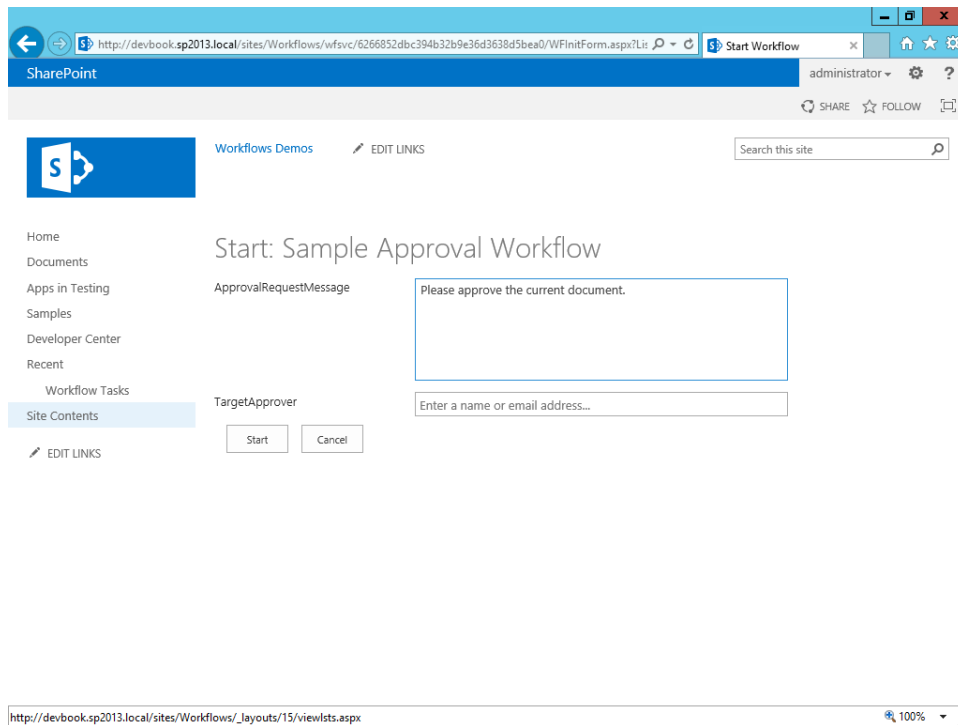 http://devbook.sp2013.local/sites/Workflows/wfsvc/6266852dbc394b32b9e36d3638d5bea0/WFInitForm.aspx?Lis
Start Workflow
SharePoint
administrator
SHARE
FOLLOW
S
Workflows Demos
EDIT LINKS
Search this site
Home
Documents
Apps in Testing
Samples
Developer Center
Recent
Workflow Tasks
Site Contents
EDIT LINKS
Start: Sample Approval Workflow
ApprovalRequestMessage
Please approve the current document.
TargetApprover
Enter a name or email address...
Start
Cancel
http://devbook.sp2013.local/sites/Workflows/_layouts/15/viewlsts.aspx
100%